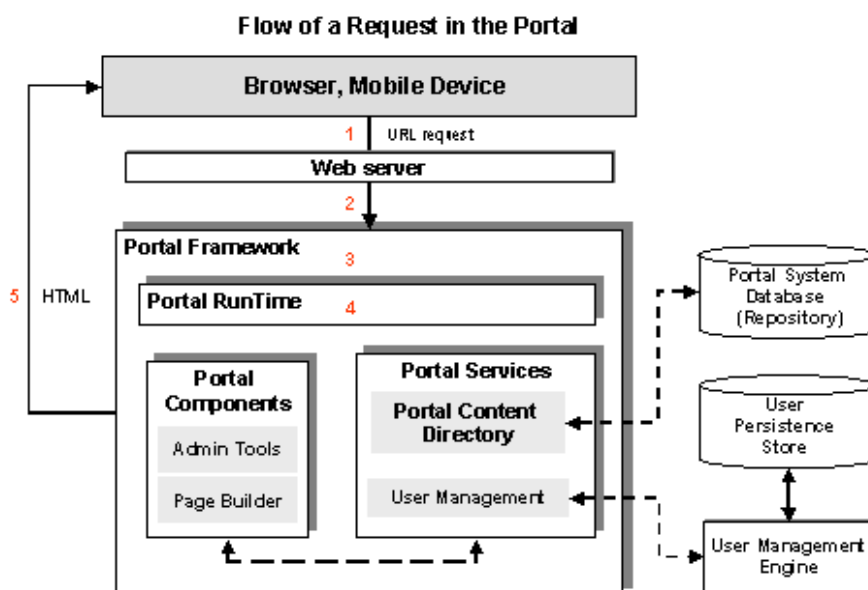 Flow of a Request in the Portal
Browser, Mobile Device
1 URL request
Web server
2
Portal Framework
3
Portal RunTime
4
5 HTML
Portal
Components
Admin Tools
Page Builder
Portal Services
Portal Content
Directory
User Management
Portal System
Database
(Repository)
User
Persistence
Store
User Management
Engine